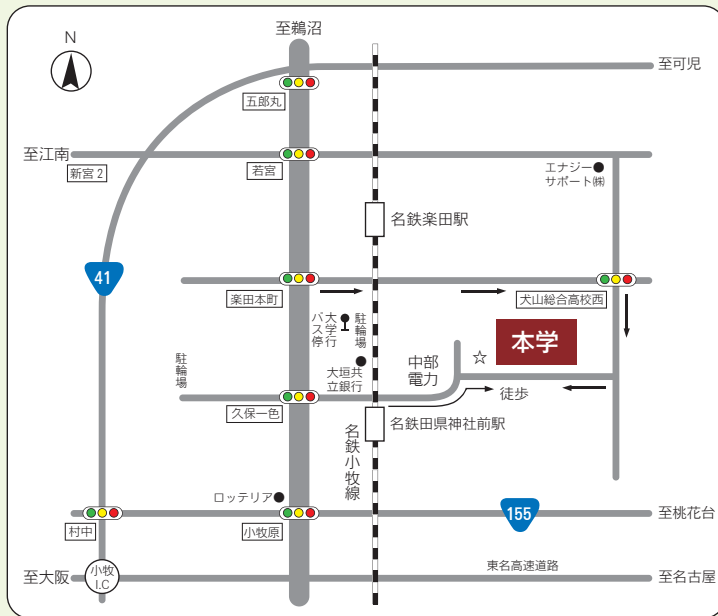 至鵜沼
N
至可児
五郎丸
至江南
新宮2
若宮
エナジー
サポート㈱
名鉄楽田駅
41
楽田本町
犬山総合高校西
大学行
バス停
駐輪場
本学
☆
中部
電力
駐輪場
大垣共
立銀行
徒歩
久保一色
名鉄田県神社前駅
名鉄小牧線
ロッテリア
155
村中
小牧原
至桃花台
東名高速道路
至大阪
小牧
I.C
至名古屋